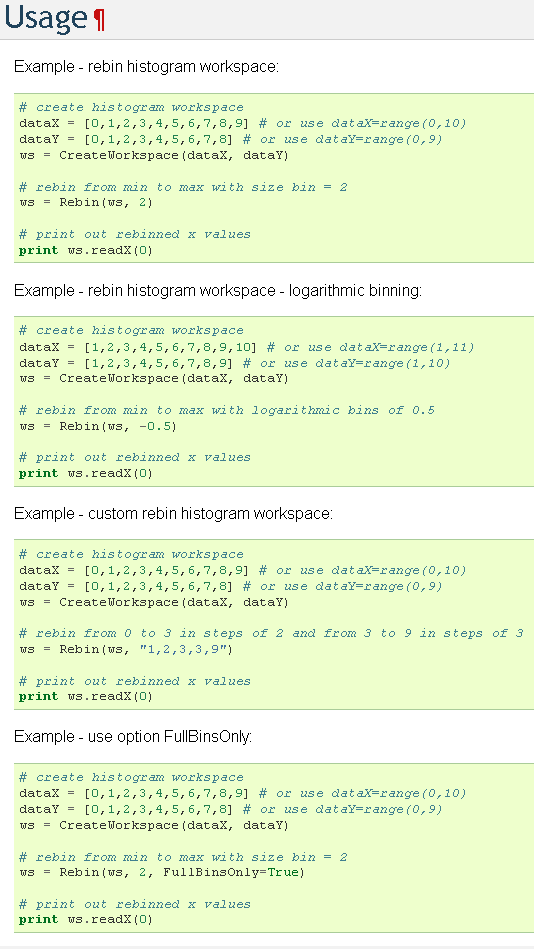 Usage ¶
Example - rebin histogram workspace:
# create histogram workspace
dataX = [0,1,2,3,4,5,6,7,8,9] # or use dataX=range(0,10)
dataY = [0,1,2,3,4,5,6,7,8] # or use dataY=range(0,9)
ws = CreateWorkspace(dataX, dataY)
# rebin from min to max with size bin = 2
ws = Rebin(ws, 2)
# print out rebinned x values
print ws.readX(0)
Example - rebin histogram workspace - logarithmic binning:
# create histogram workspace
dataX = [1,2,3,4,5,6,7,8,9,10] # or use dataX=range(1,11)
dataY = [1,2,3,4,5,6,7,8,9] # or use dataY=range(1,10)
ws = CreateWorkspace(dataX, dataY)
# rebin from min to max with logarithmic bins of 0.5
ws = Rebin(ws, -0.5)
# print out rebinned x values
print ws.readX(0)
Example - custom rebin histogram workspace:
# create histogram workspace
dataX = [0,1,2,3,4,5,6,7,8,9] # or use dataX=range(0,10)
dataY = [0,1,2,3,4,5,6,7,8] # or use dataY=range(0,9)
ws = CreateWorkspace(dataX, dataY)
# rebin from 0 to 3 in steps of 2 and from 3 to 9 in steps of 3
ws = Rebin(ws, "1,2,3,3,9")
# print out rebinned x values
print ws.readX(0)
Example - use option FullBinsOnly:
# create histogram workspace
dataX = [0,1,2,3,4,5,6,7,8,9] # or use dataX=range(0,10)
dataY = [0,1,2,3,4,5,6,7,8] # or use dataY=range(0,9)
ws = CreateWorkspace(dataX, dataY)
# rebin from min to max with size bin = 2
ws = Rebin(ws, 2, FullBinsOnly=True)
# print out rebinned x values
print ws.readX(0)